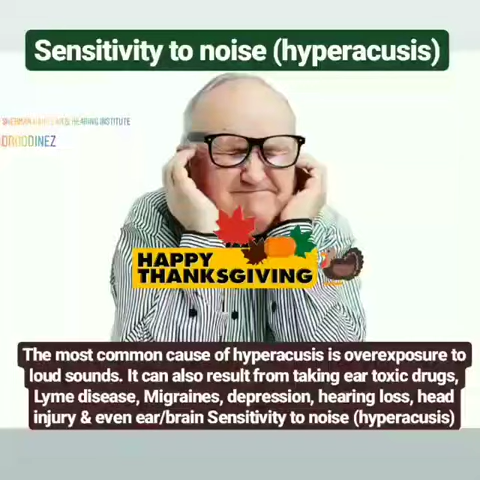 Sensitivity to noise (hyperacusis)
HEARING INSTITUTE
HAPPY
THANKSGIVING
The most common cause of hyperacusis is overexposure to
loud sounds. It can also result from taking ear toxic drugs,
Lyme disease, Migraines, depression, hearing loss, head
injury & even ear/brain Sensitivity to noise (hyperacusis)